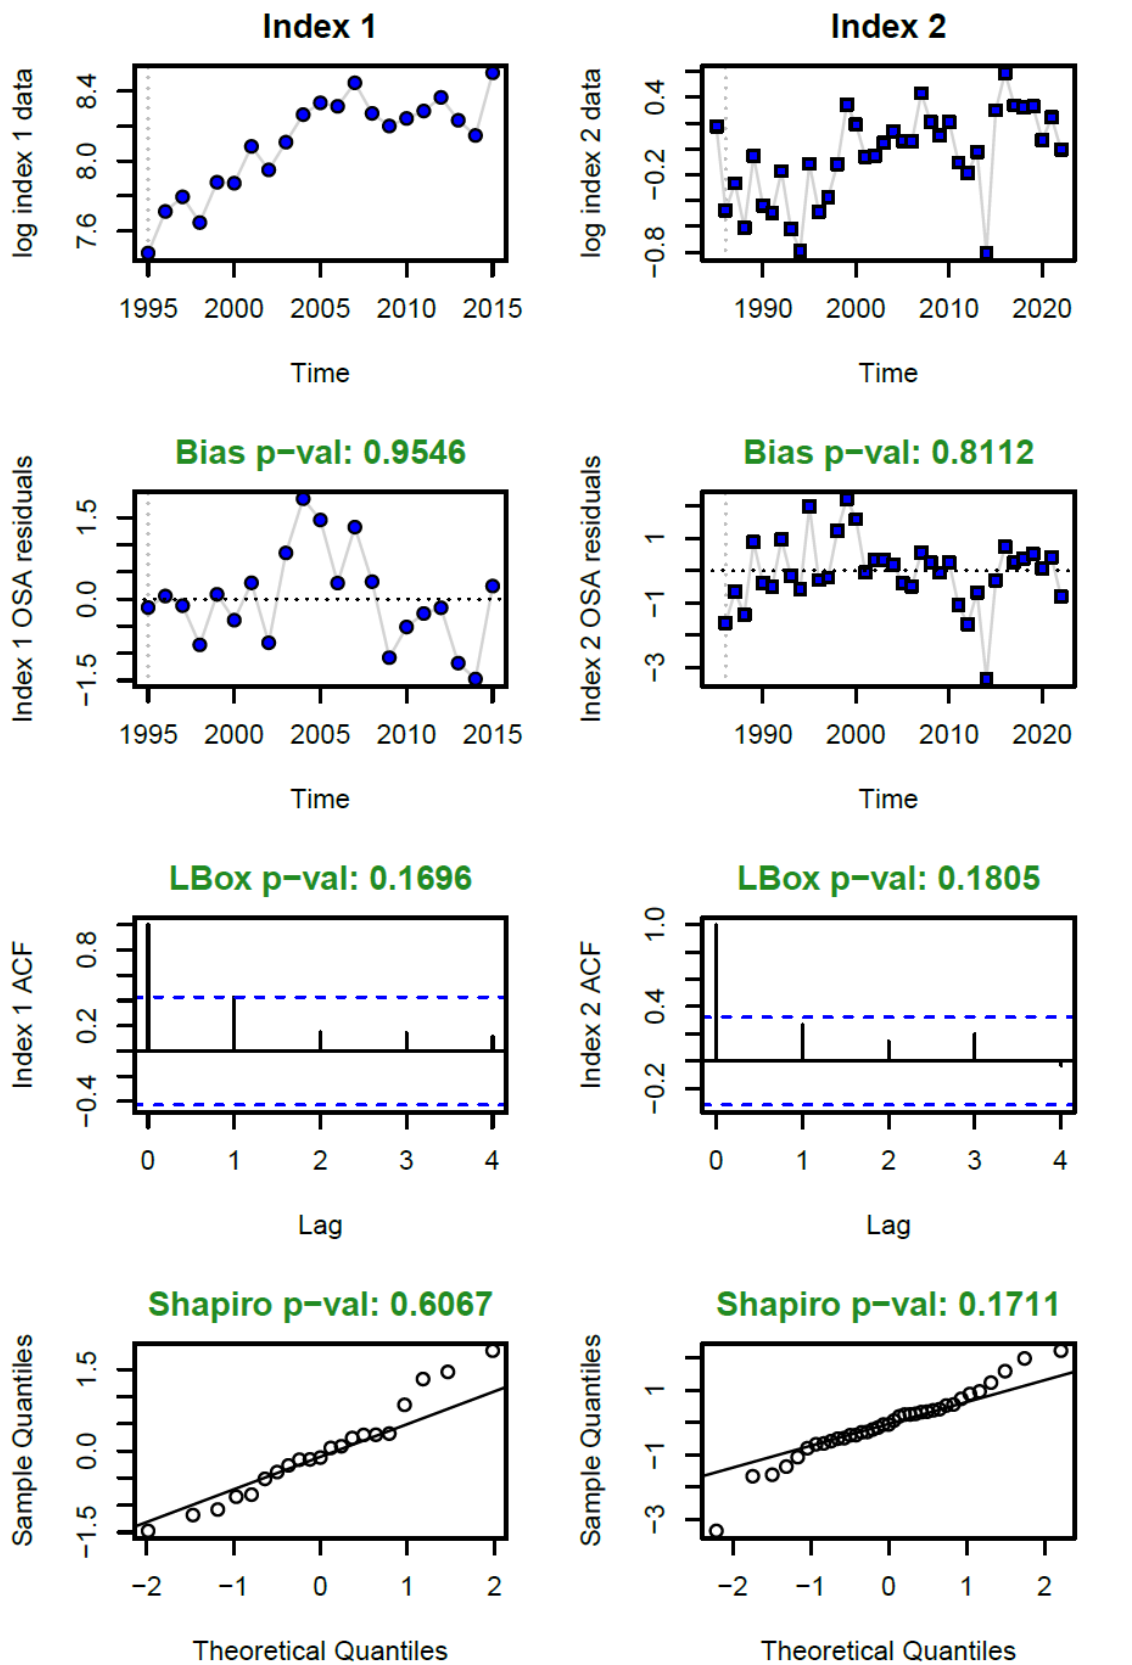 Index 1
log index 1 data
8.4
8.0
7.6
1995 2000 2005 2010 2015
Time
Index 2
log index 2 data
0.4
−0.2
−0.8
1990 2000 2010 2020
Time
Bias p−val: 0.9546
Index 1 OSA residuals
1.5
0.0
−1.5
1995 2000 2005 2010 2015
Time
Bias p−val: 0.8112
Index 2 OSA residuals
1
−1
−3
1990 2000 2010 2020
Time
LBox p−val: 0.1696
Index 1 ACF
0.8
0.2
−0.4
0 1 2 3 4
Lag
LBox p−val: 0.1805
Index 2 ACF
1.0
0.4
−0.2
0 1 2 3 4
Lag
Shapiro p−val: 0.6067
Sample Quantiles
1.5
0.0
−1.5
−2 −1 0 1 2
Theoretical Quantiles
Shapiro p−val: 0.1711
Sample Quantiles
1
−1
−3
−2 −1 0 1 2
Theoretical Quantiles